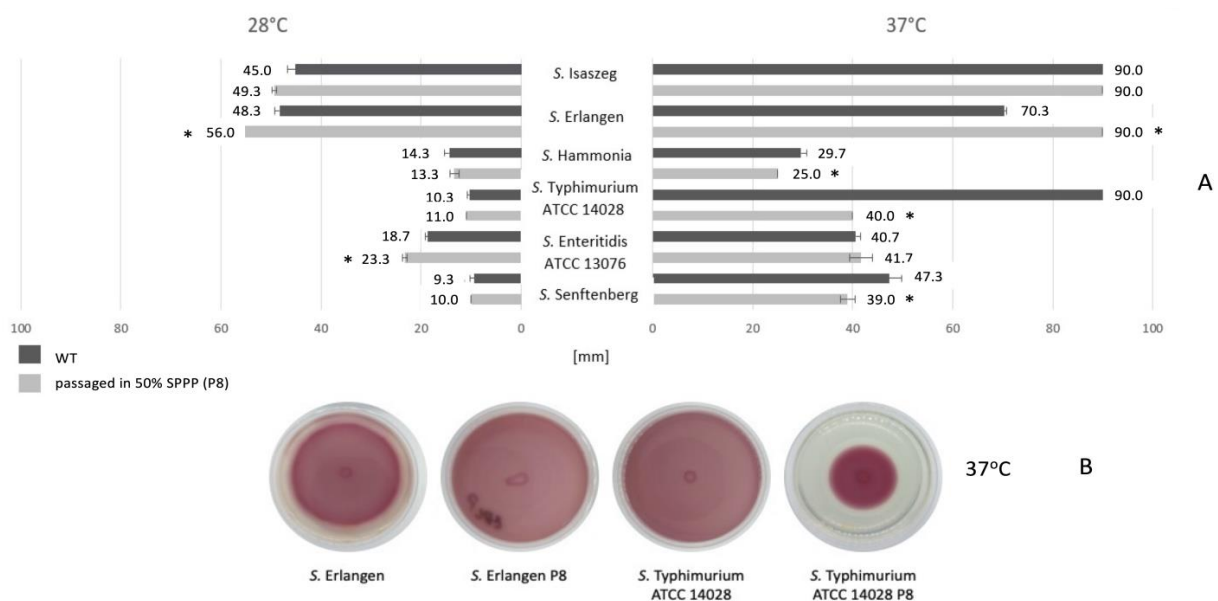 28°C 37°C
45.0 S. Isaszeg 90.0
49.3 90.0
48.3 S. Erlangen 70.3
* 56.0 90.0 *
14.3 S. Hammonia 29.7
13.3 25.0 *
10.3 S. Typhimurium 90.0
11.0 ATCC 14028 40.0 *
A
18.7 S. Enteritidis 40.7
* 23.3 ATCC 13076 41.7
9.3 47.3
10.0 S. Senftenberg 39.0 *
100 80 60 40 20 0 0 20 40 60 80 100
[mm]
WT
passaged in 50% SPPP (P8)
37°C B
S. Erlangen
S. Erlangen P8
S. Typhimurium
ATCC 14028
S. Typhimurium
ATCC 14028 P8